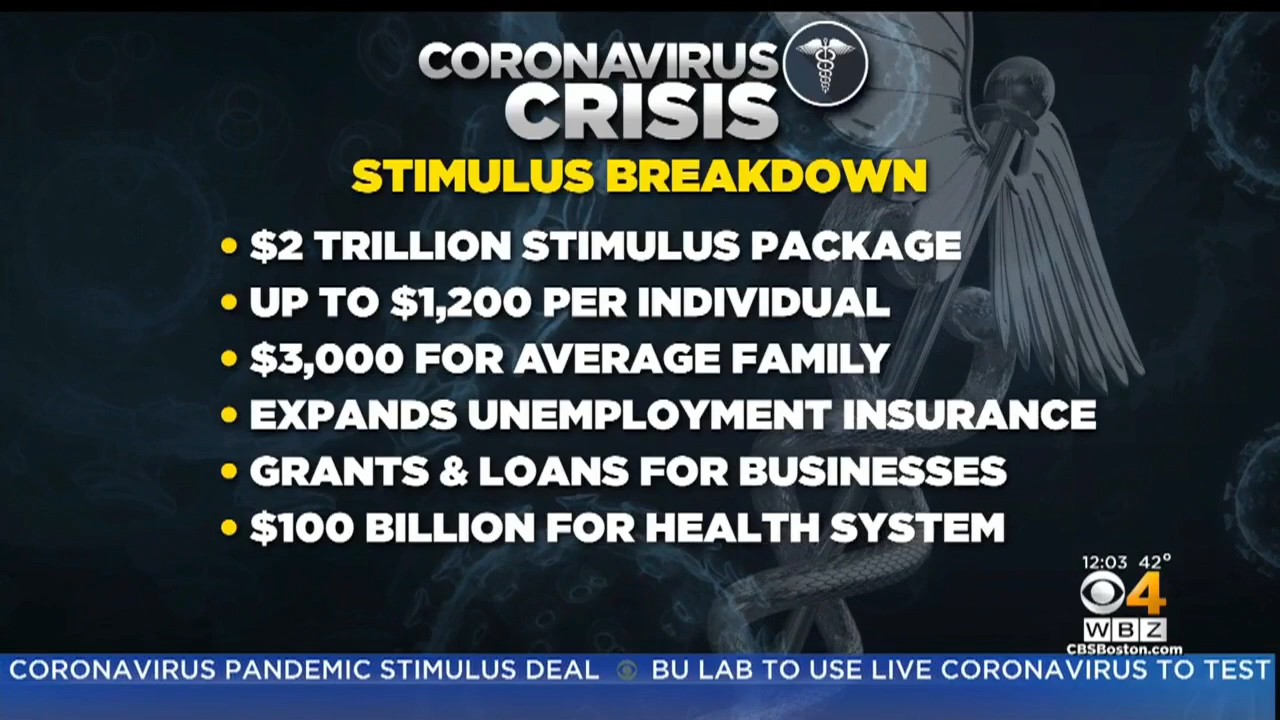 CORONAVIRUS
CRISIS
STIMULUS BREAKDOWN
• $2 TRILLION STIMULUS PACKAGE
• UP TO $1,200 PER INDIVIDUAL
• $3,000 FOR AVERAGE FAMILY
• EXPANDS UNEMPLOYMENT INSURANCE
• GRANTS & LOANS FOR BUSINESSES
• $100 BILLION FOR HEALTH SYSTEM
12:03 42°
4
WBZ
CBSBoston.com
CORONAVIRUS PANDEMIC STIMULUS DEAL BU LAB TO USE LIVE CORONAVIRUS TO TEST